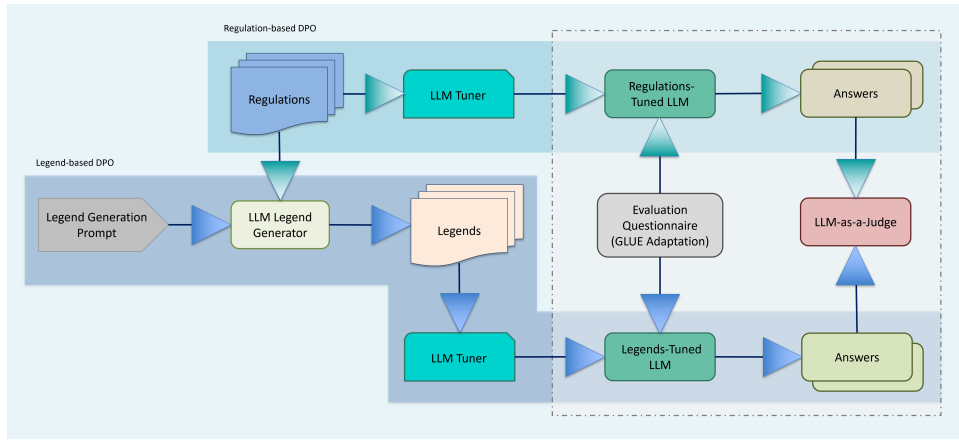 Regulation-based DPO
Regulations
LLM Tuner
Regulations-
Tuned LLM
Answers
Legend-based DPO
Legend Generation
Prompt
LLM Legend
Generator
Legends
Evaluation
Questionnaire
(GLUE Adaptation)
LLM-as-a-Judge
LLM Tuner
Legends-Tuned
LLM
Answers